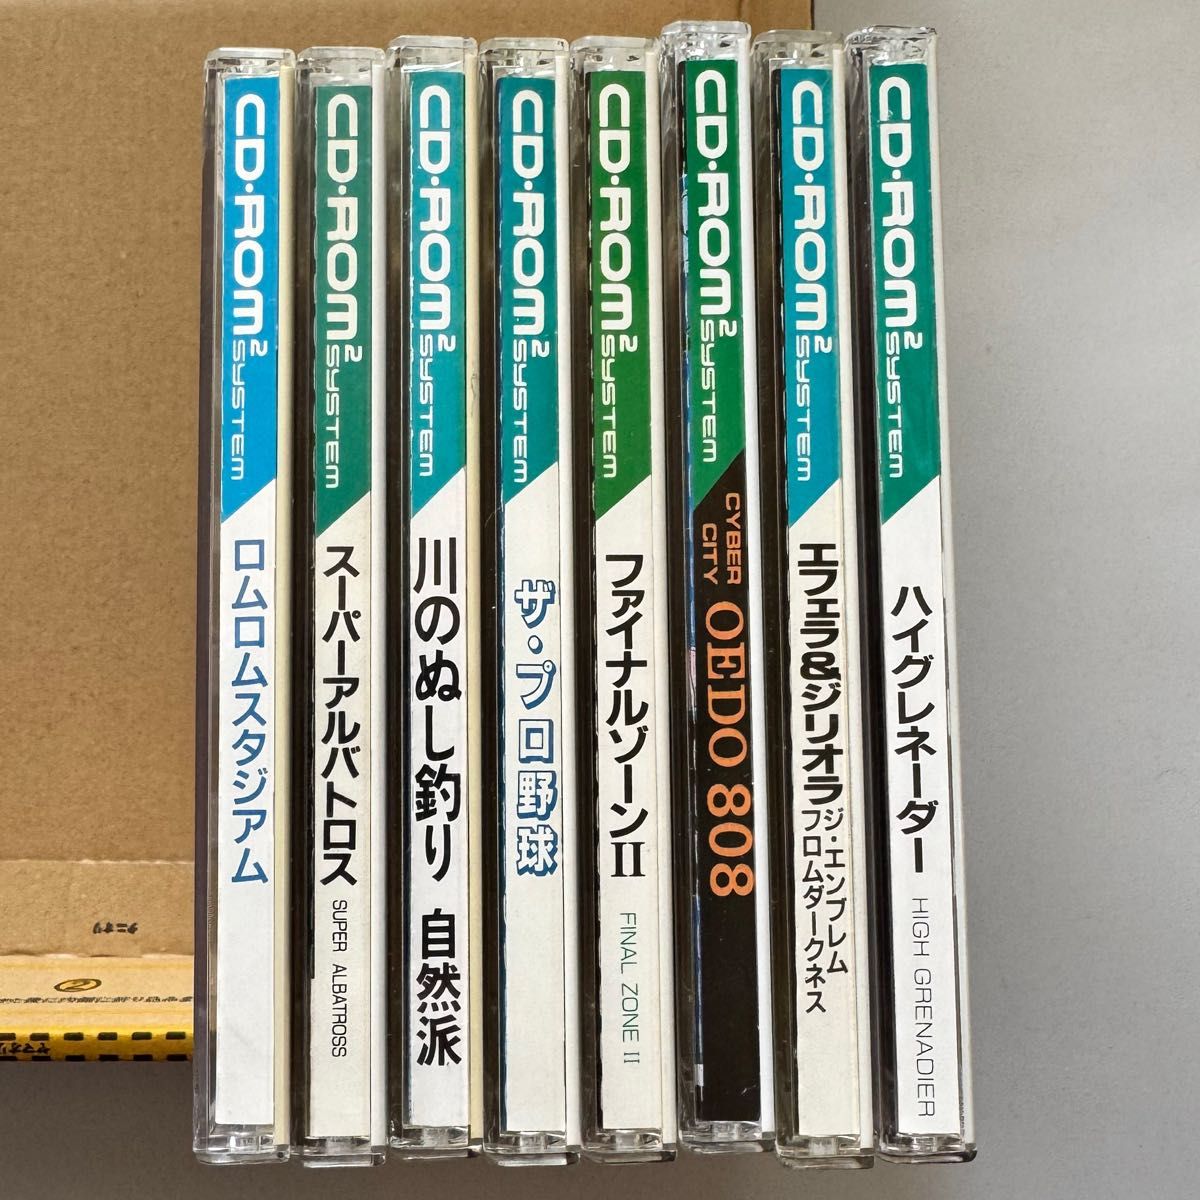 CD・ROM² SYSTEM
ロムロムスタジアム
CD・ROM² SYSTEM
スーパーアルバトロス
SUPER ALBATROSS
CD・ROM² SYSTEM
川のぬし釣り 自然派
CD・ROM² SYSTEM
ザ・プロ野球
CD・ROM² SYSTEM
ファイナルゾーンII
FINAL ZONE II
CD・ROM² SYSTEM
CYBER
CITY
OEDO 808
CD・ROM² SYSTEM
エフェラ&ジリオラ
ジ・エンブレム
フロムダークネス
CD・ROM² SYSTEM
ハイグレネーダー
HIGH GRENADIER
タニオリ
②